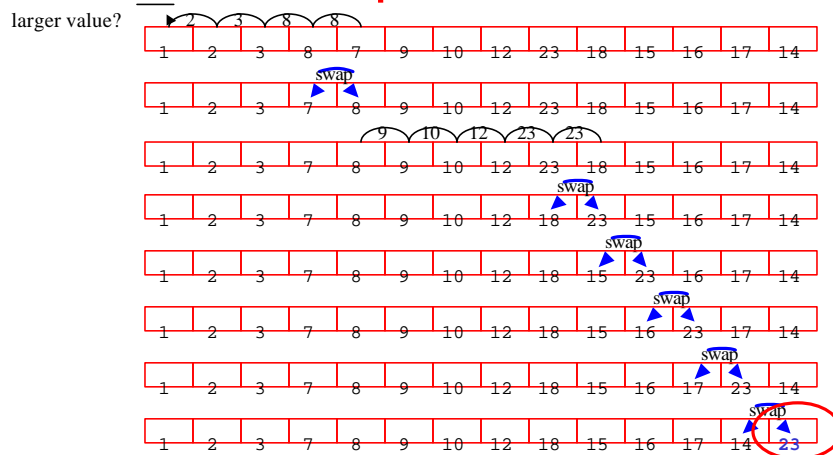 larger value? 2 3 8 8
1 2 3 8 7 9 10 12 23 18 15 16 17 14
swap
1 2 3 7 8 9 10 12 23 18 15 16 17 14
9 10 12 23 23
1 2 3 7 8 9 10 12 23 18 15 16 17 14
swap
1 2 3 7 8 9 10 12 18 23 15 16 17 14
swap
1 2 3 7 8 9 10 12 18 15 23 16 17 14
swap
1 2 3 7 8 9 10 12 18 15 16 23 17 14
swap
1 2 3 7 8 9 10 12 18 15 16 17 23 14
swap
1 2 3 7 8 9 10 12 18 15 16 17 14 23